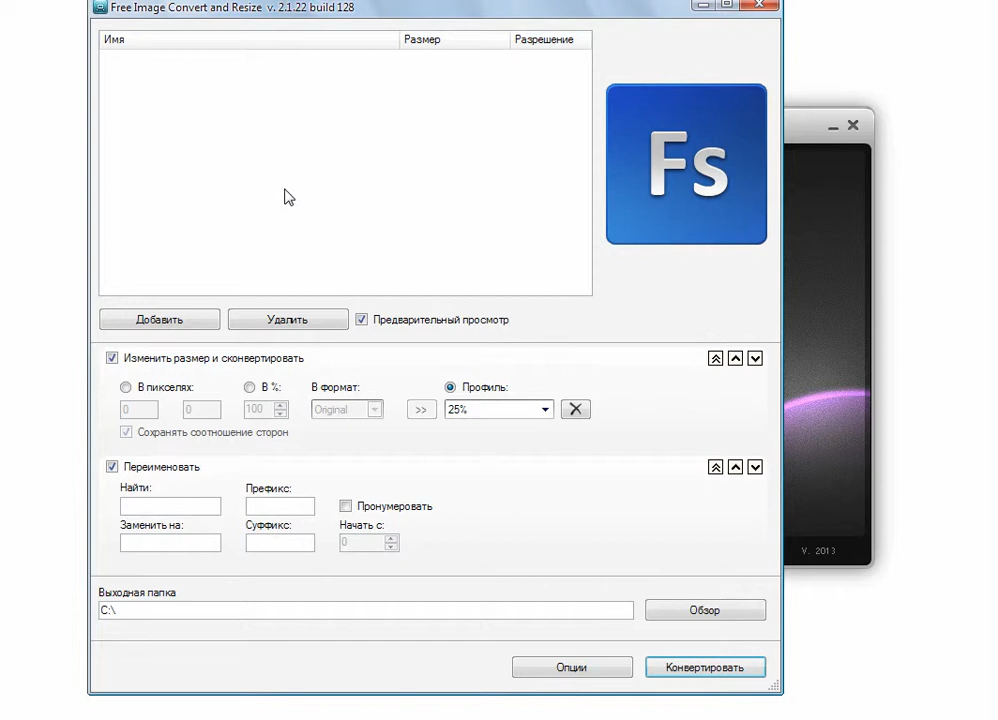 Free Image Convert and Resize v. 2.1.22 build 128
Имя Размер Разрешение
Fs
Добавить Удалить Предварительный просмотр
Изменить размер и сконвертировать
В пикселях: В %: В формат: Профиль:
0 0 100 Original >> 25%
Сохранять соотношение сторон
Переименовать
Найти: Префикс:
Пронумеровать
Заменить на: Суффикс: Начать с:
0
V. 2013
Выходная папка
C:\ Обзор
Опции Конвертировать